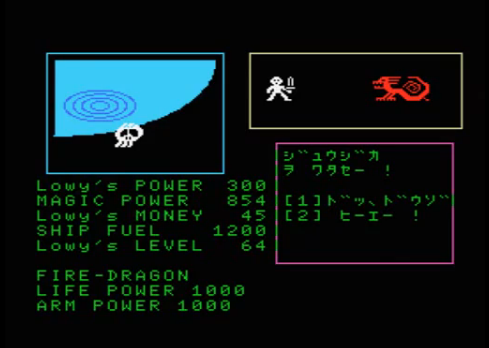 ジュウジカ
ヲ ワタセー !
[1]ドッ、ドウゾ
[2] ヒーエー !
Lowy's POWER 300
MAGIC POWER 854
Lowy's MONEY 45
SHIP FUEL 1200
Lowy's LEVEL 64
FIRE-DRAGON
LIFE POWER 1000
ARM POWER 1000